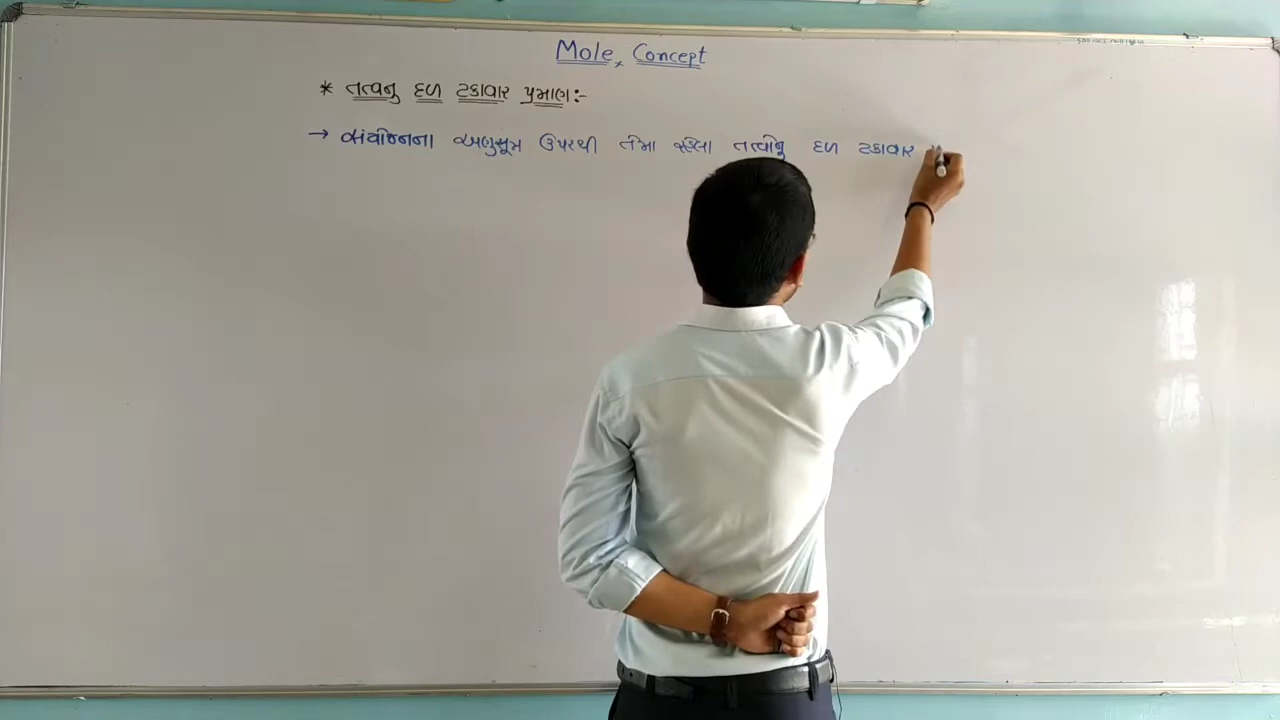 Mole Concept
* તત્વનુ દળ ટકાવાર પ્રમાણ:-
→ સંયોજનના અણુસૂત્ર ઉપરથી તેમા રહેલા તત્વોનુ દળ ટકાવાર